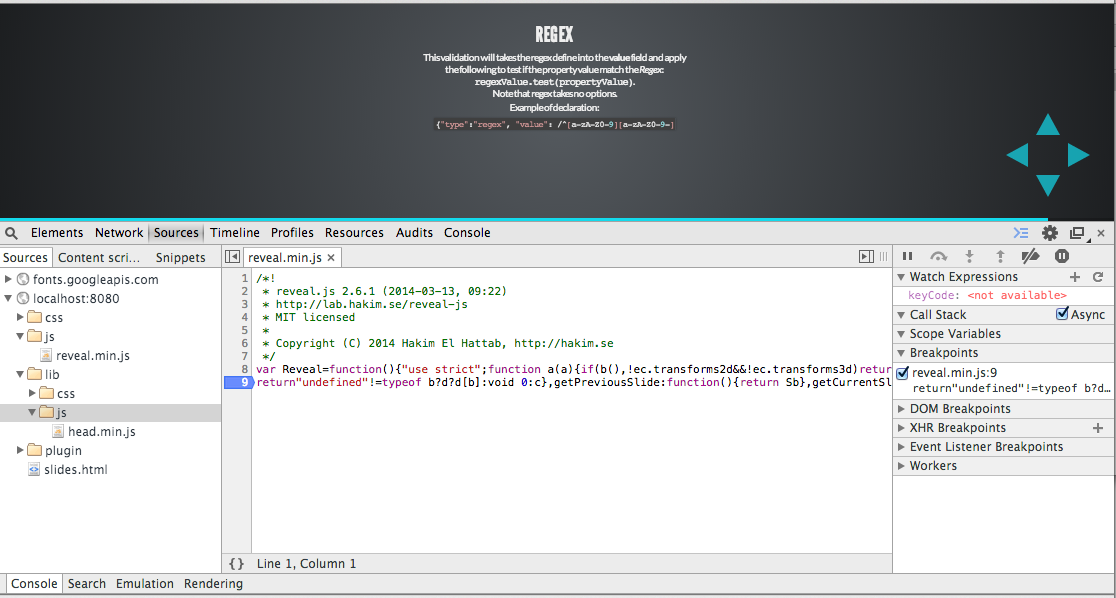 REGEX
This validation will takes the regex define into the value field and apply
the following to test if the property value match the Regex:
regexValue.test(propertyValue).
Note that regex takes no options.
Example of declaration:
{"type":"regex", "value": /^[a-zA-Z0-9][a-zA-Z0-9-]
Elements Network Sources Timeline Profiles Resources Audits Console
Sources Content scri... Snippets
fonts.googleapis.com
localhost:8080
css
js
reveal.min.js
lib
css
js
head.min.js
plugin
slides.html
reveal.min.js ×
1 /*!
2 * reveal.js 2.6.1 (2014-03-13, 09:22)
3 * http://lab.hakim.se/reveal-js
4 * MIT licensed
5 *
6 * Copyright (C) 2014 Hakim El Hattab, http://hakim.se
7 */
8 var Reveal=function(){"use strict";function a(a){if(b(),!ec.transforms2d&&!ec.transforms3d)retur
9 return"undefined"!=typeof b?d?d[b]:void 0:c},getPreviousSlide:function(){return Sb},getCurrentSl
{} Line 1, Column 1
Watch Expressions
keyCode: <not available>
Call Stack Async
Scope Variables
Breakpoints
reveal.min.js:9
return"undefined"!=typeof b?d...
DOM Breakpoints
XHR Breakpoints
Event Listener Breakpoints
Workers
Console Search Emulation Rendering